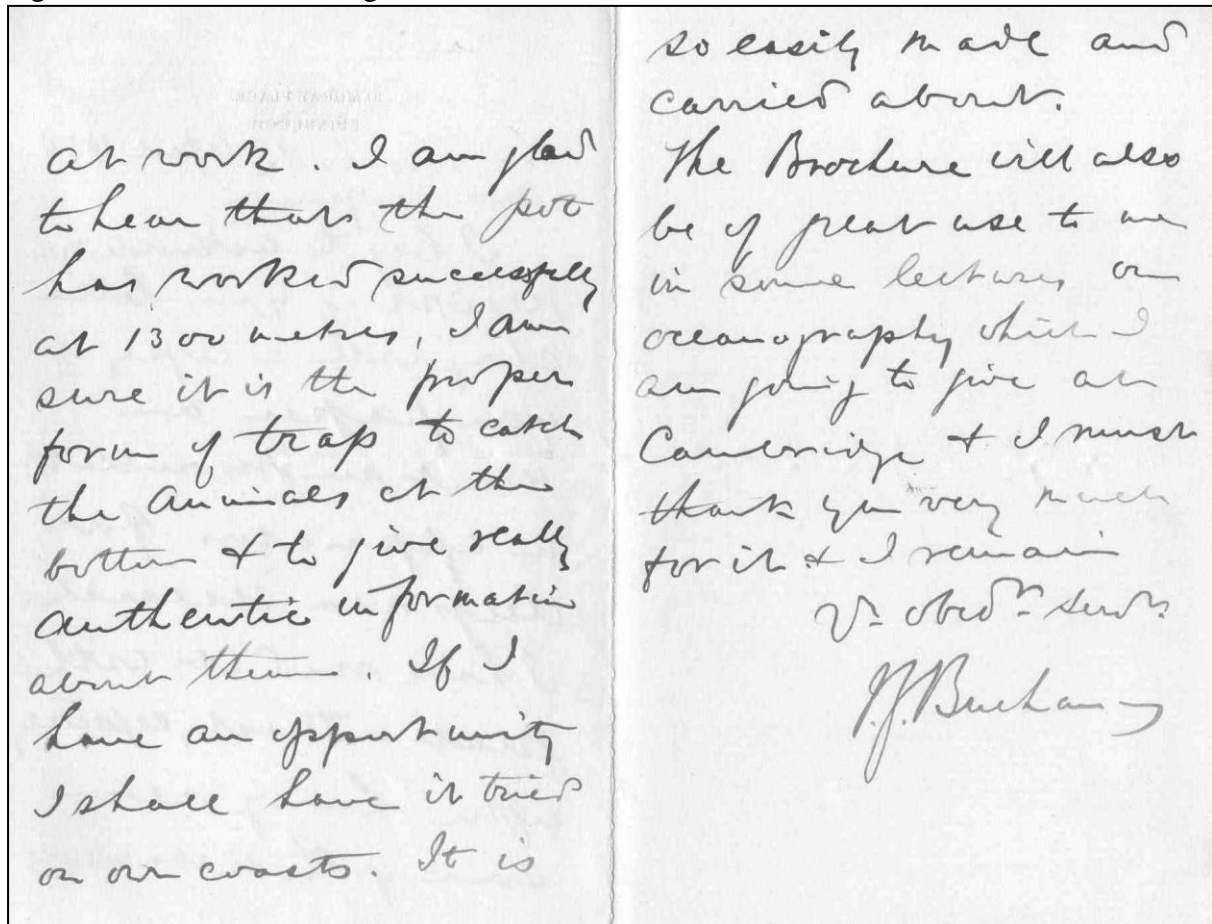 at work. I am glad
to hear that the pot
has worked successfully
at 1300 metres, I am
sure it is the proper
form of trap to catch
the animals at the
bottom & to give really
authentic information
about them. If I
have an opportunity
I shall have it tried
on our coasts. It is
so easily made and
carried about.
The Brochure will also
be of great use to me
in some lectures on
oceanography which I
am going to give at
Cambridge & I must
thank you very much
for it & I remain
Yr obedt servt
J.Y. Buchanan